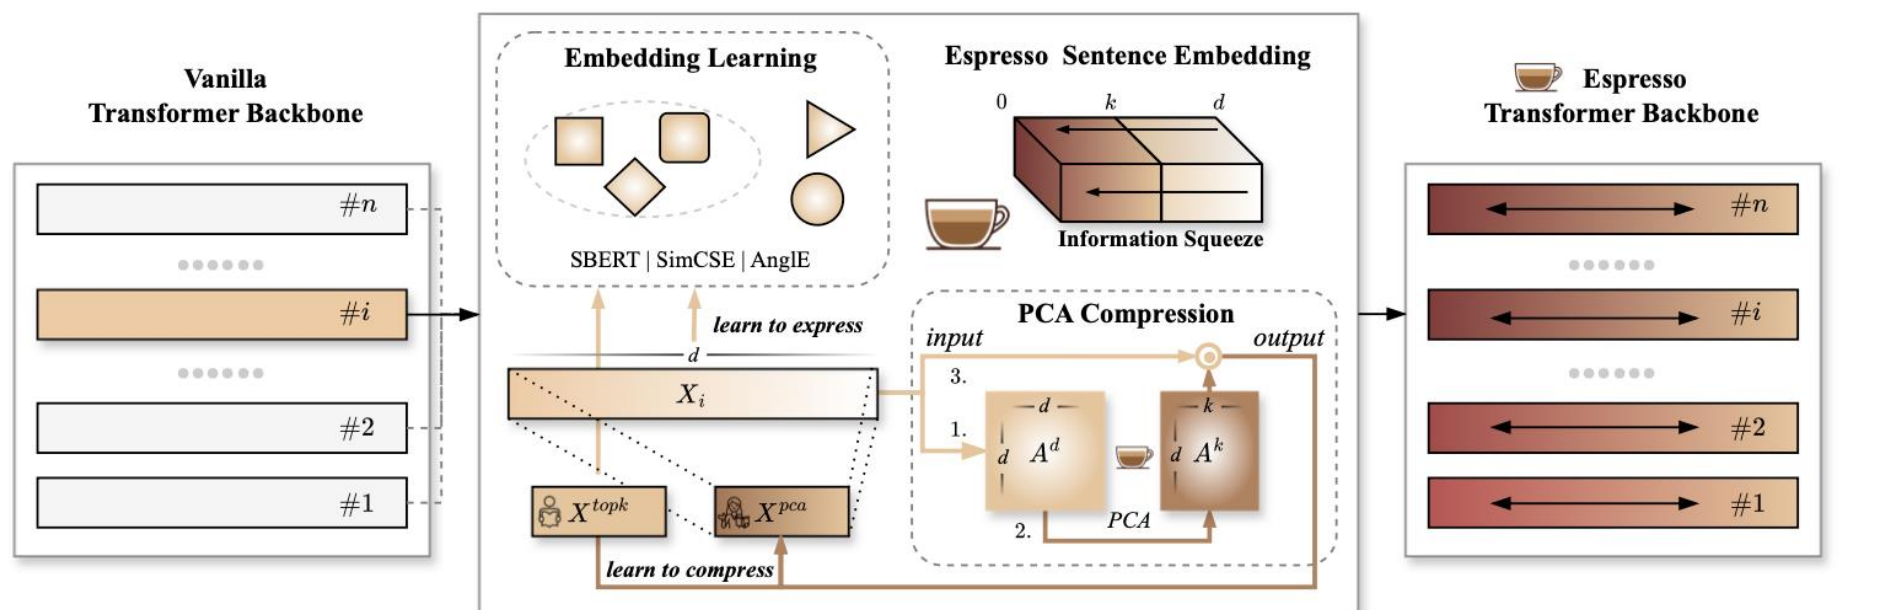 Vanilla
Transformer Backbone
#n
#i
#2
#1
Embedding Learning
SBERT | SimCSE | AnglE
learn to express
d
X_i
X^{topk}
X^{pca}
learn to compress
Espresso Sentence Embedding
0 k d
Information Squeeze
PCA Compression
input
output
3.
1.
d
d A^d
k
d A^k
2.
PCA
Espresso
Transformer Backbone
#n
#i
#2
#1